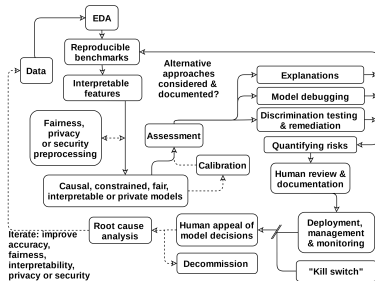 EDA
Reproducible
benchmarks
Data
Interpretable
features
Alternative
approaches
considered &
documented?
Explanations
Model debugging
Discrimination testing
& remediation
Fairness,
privacy
or security
preprocessing
Assessment
Quantifying risks
Calibration
Human review &
documentation
Causal, constrained, fair,
interpretable or private models
Root cause
analysis
Human appeal of
model decisions
Deployment,
management
& monitoring
Iterate: improve
accuracy,
fairness,
interpretability,
privacy or security
Decommission
"Kill switch"